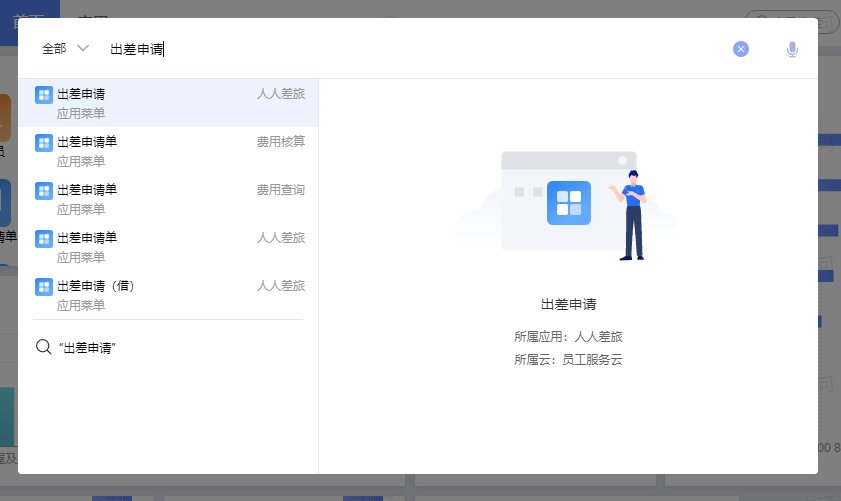 首页
应用
全部
出差申请
出差申请
人人差旅
应用菜单
出差申请单
费用核算
应用菜单
出差申请单
费用查询
应用菜单
出差申请单
人人差旅
应用菜单
出差申请（借）
人人差旅
应用菜单
“出差申请”
出差申请
所属应用：人人差旅
所属云：员工服务云